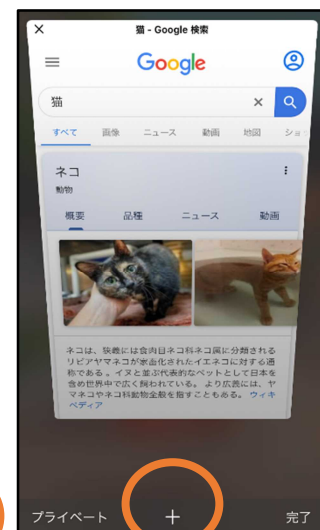 × 猫 - Google 検索
Google
猫 ×
すべて 画像 ニュース 動画 地図 ショ
ネコ
動物
概要 品種 ニュース 動画
ネコは、狭義には食肉目ネコ科ネコ属に分類される
リビアヤマネコが家畜化されたイエネコに対する通
称である。イヌと並ぶ代表的なペットとして日本を
含め世界中で広く飼われている。より広義には、ヤ
マネコやネコ科動物全般を指すこともある。 ウィキ
ペディア
プライベート + 完了